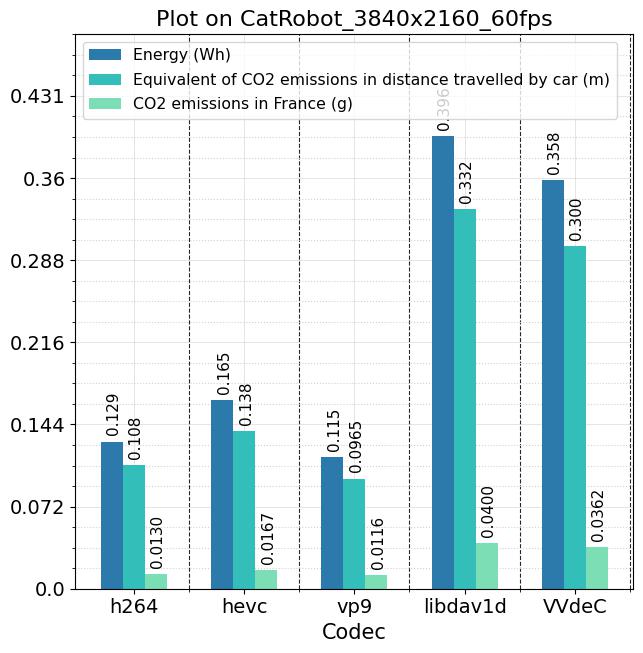 Plot on CatRobot_3840x2160_60fps
Energy (Wh)
Equivalent of CO2 emissions in distance travelled by car (m)
CO2 emissions in France (g)
0.431
0.36
0.288
0.216
0.144
0.072
0.0
0.129
0.108
0.0130
0.165
0.138
0.0167
0.115
0.0965
0.0116
0.396
0.332
0.0400
0.358
0.300
0.0362
h264
hevc
vp9
libdav1d
VVdeC
Codec